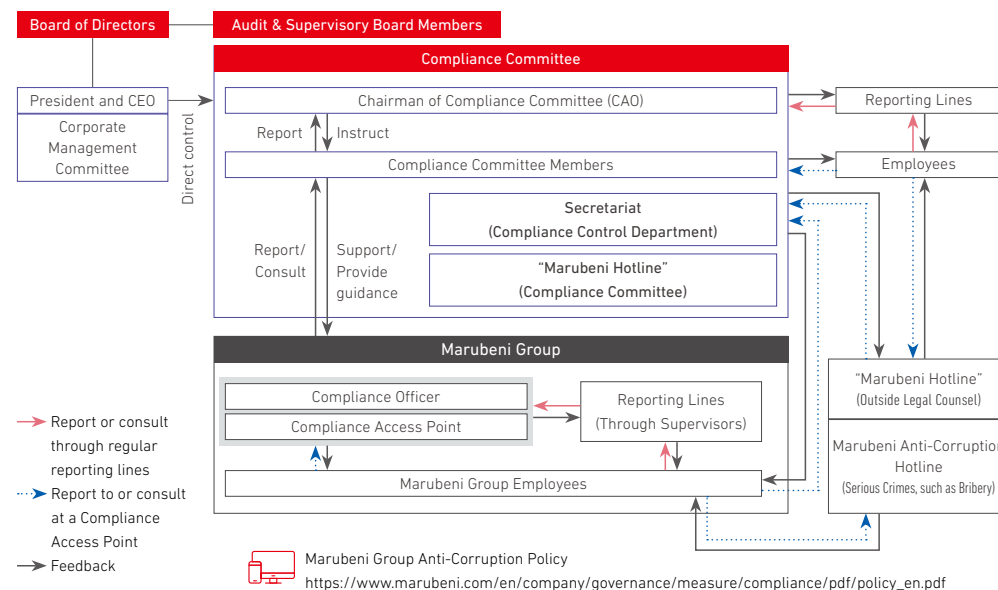 Board of Directors
Audit & Supervisory Board Members
Compliance Committee
President and CEO
Corporate
Management
Committee
Direct control
Chairman of Compliance Committee (CAO)
Report
Instruct
Compliance Committee Members
Reporting Lines
Employees
Secretariat
(Compliance Control Department)
Report/
Consult
Support/
Provide
guidance
“Marubeni Hotline”
(Compliance Committee)
Marubeni Group
Compliance Officer
Compliance Access Point
Reporting Lines
(Through Supervisors)
Marubeni Group Employees
“Marubeni Hotline”
(Outside Legal Counsel)
Marubeni Anti-Corruption
Hotline
(Serious Crimes, such as Bribery)
Report or consult
through regular
reporting lines
Report to or consult
at a Compliance
Access Point
Feedback
Marubeni Group Anti-Corruption Policy
https://www.marubeni.com/en/company/governance/measure/compliance/pdf/policy_en.pdf